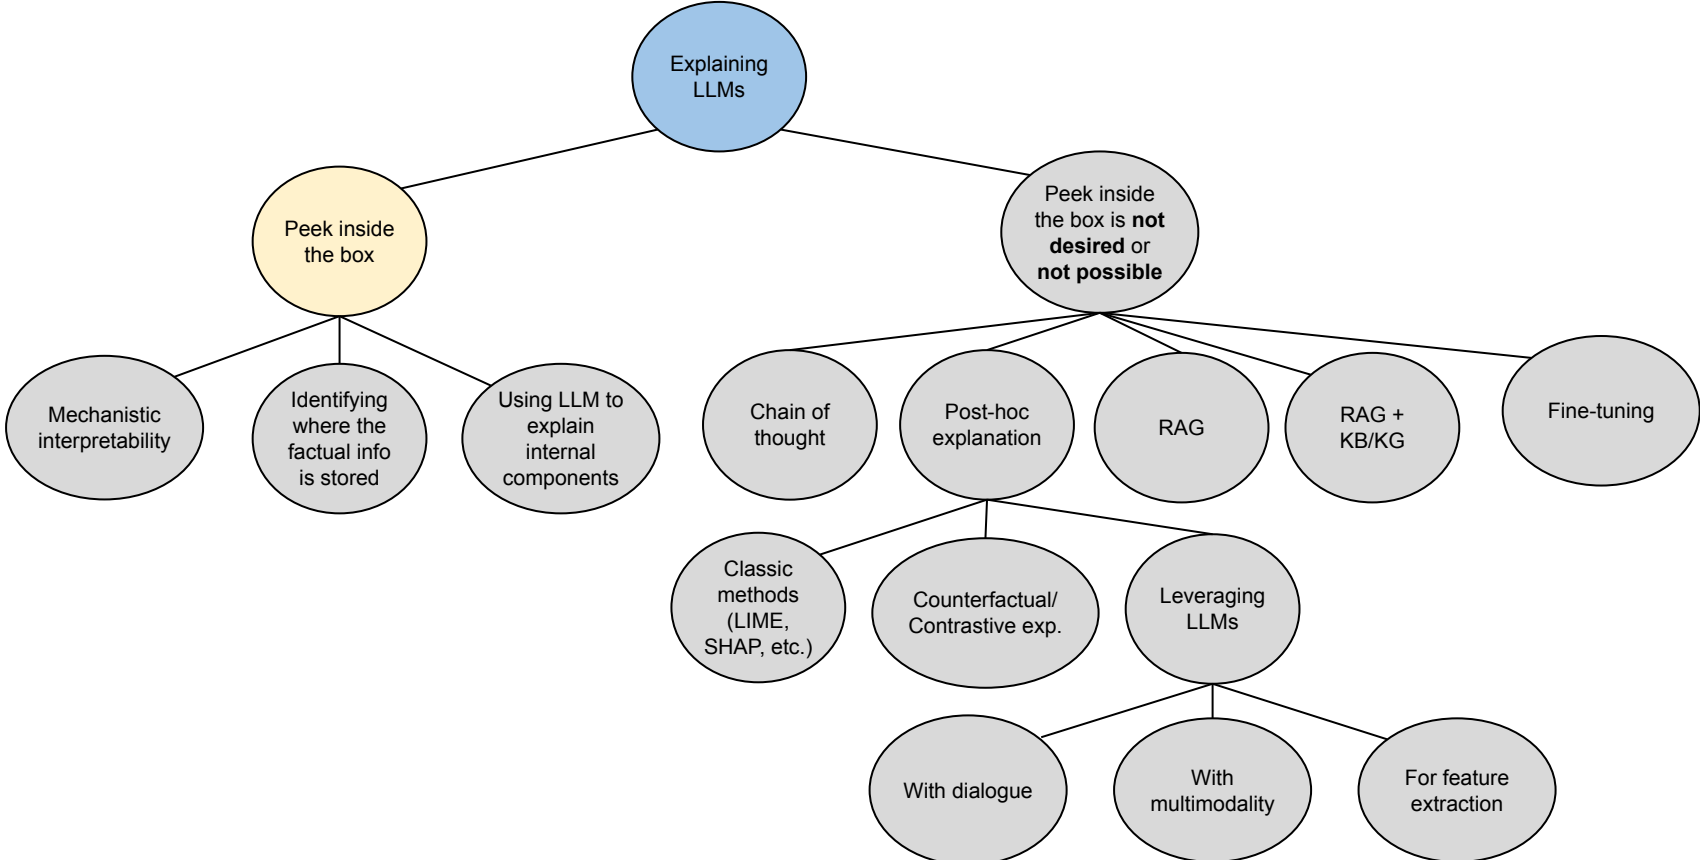 Explaining
LLMs
Peek inside
the box
Peek inside
the box is not
desired or
not possible
Mechanistic
interpretability
Identifying
where the
factual info
is stored
Using LLM to
explain
internal
components
Chain of
thought
Post-hoc
explanation
RAG
RAG +
KB/KG
Fine-tuning
Classic
methods
(LIME,
SHAP, etc.)
Counterfactual/
Contrastive exp.
Leveraging
LLMs
With dialogue
With
multimodality
For feature
extraction